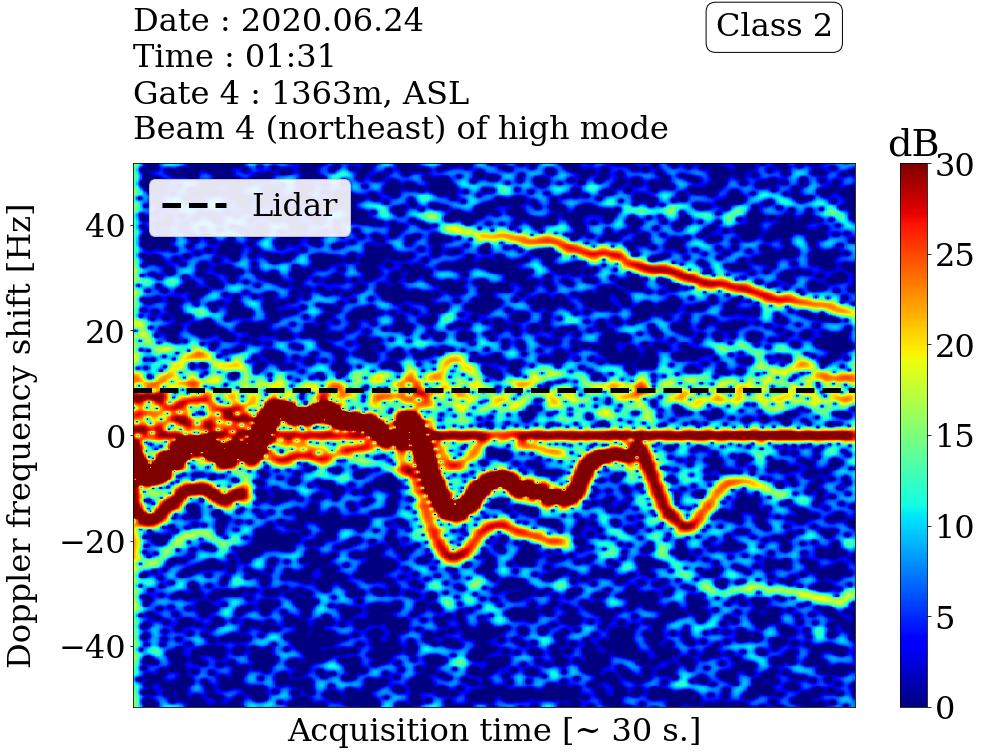 Date : 2020.06.24
Time : 01:31
Gate 4 : 1363m, ASL
Beam 4 (northeast) of high mode
Class 2
dB
Lidar
Doppler frequency shift [Hz]
40
20
0
−20
−40
30
25
20
15
10
5
0
Acquisition time [~ 30 s.]